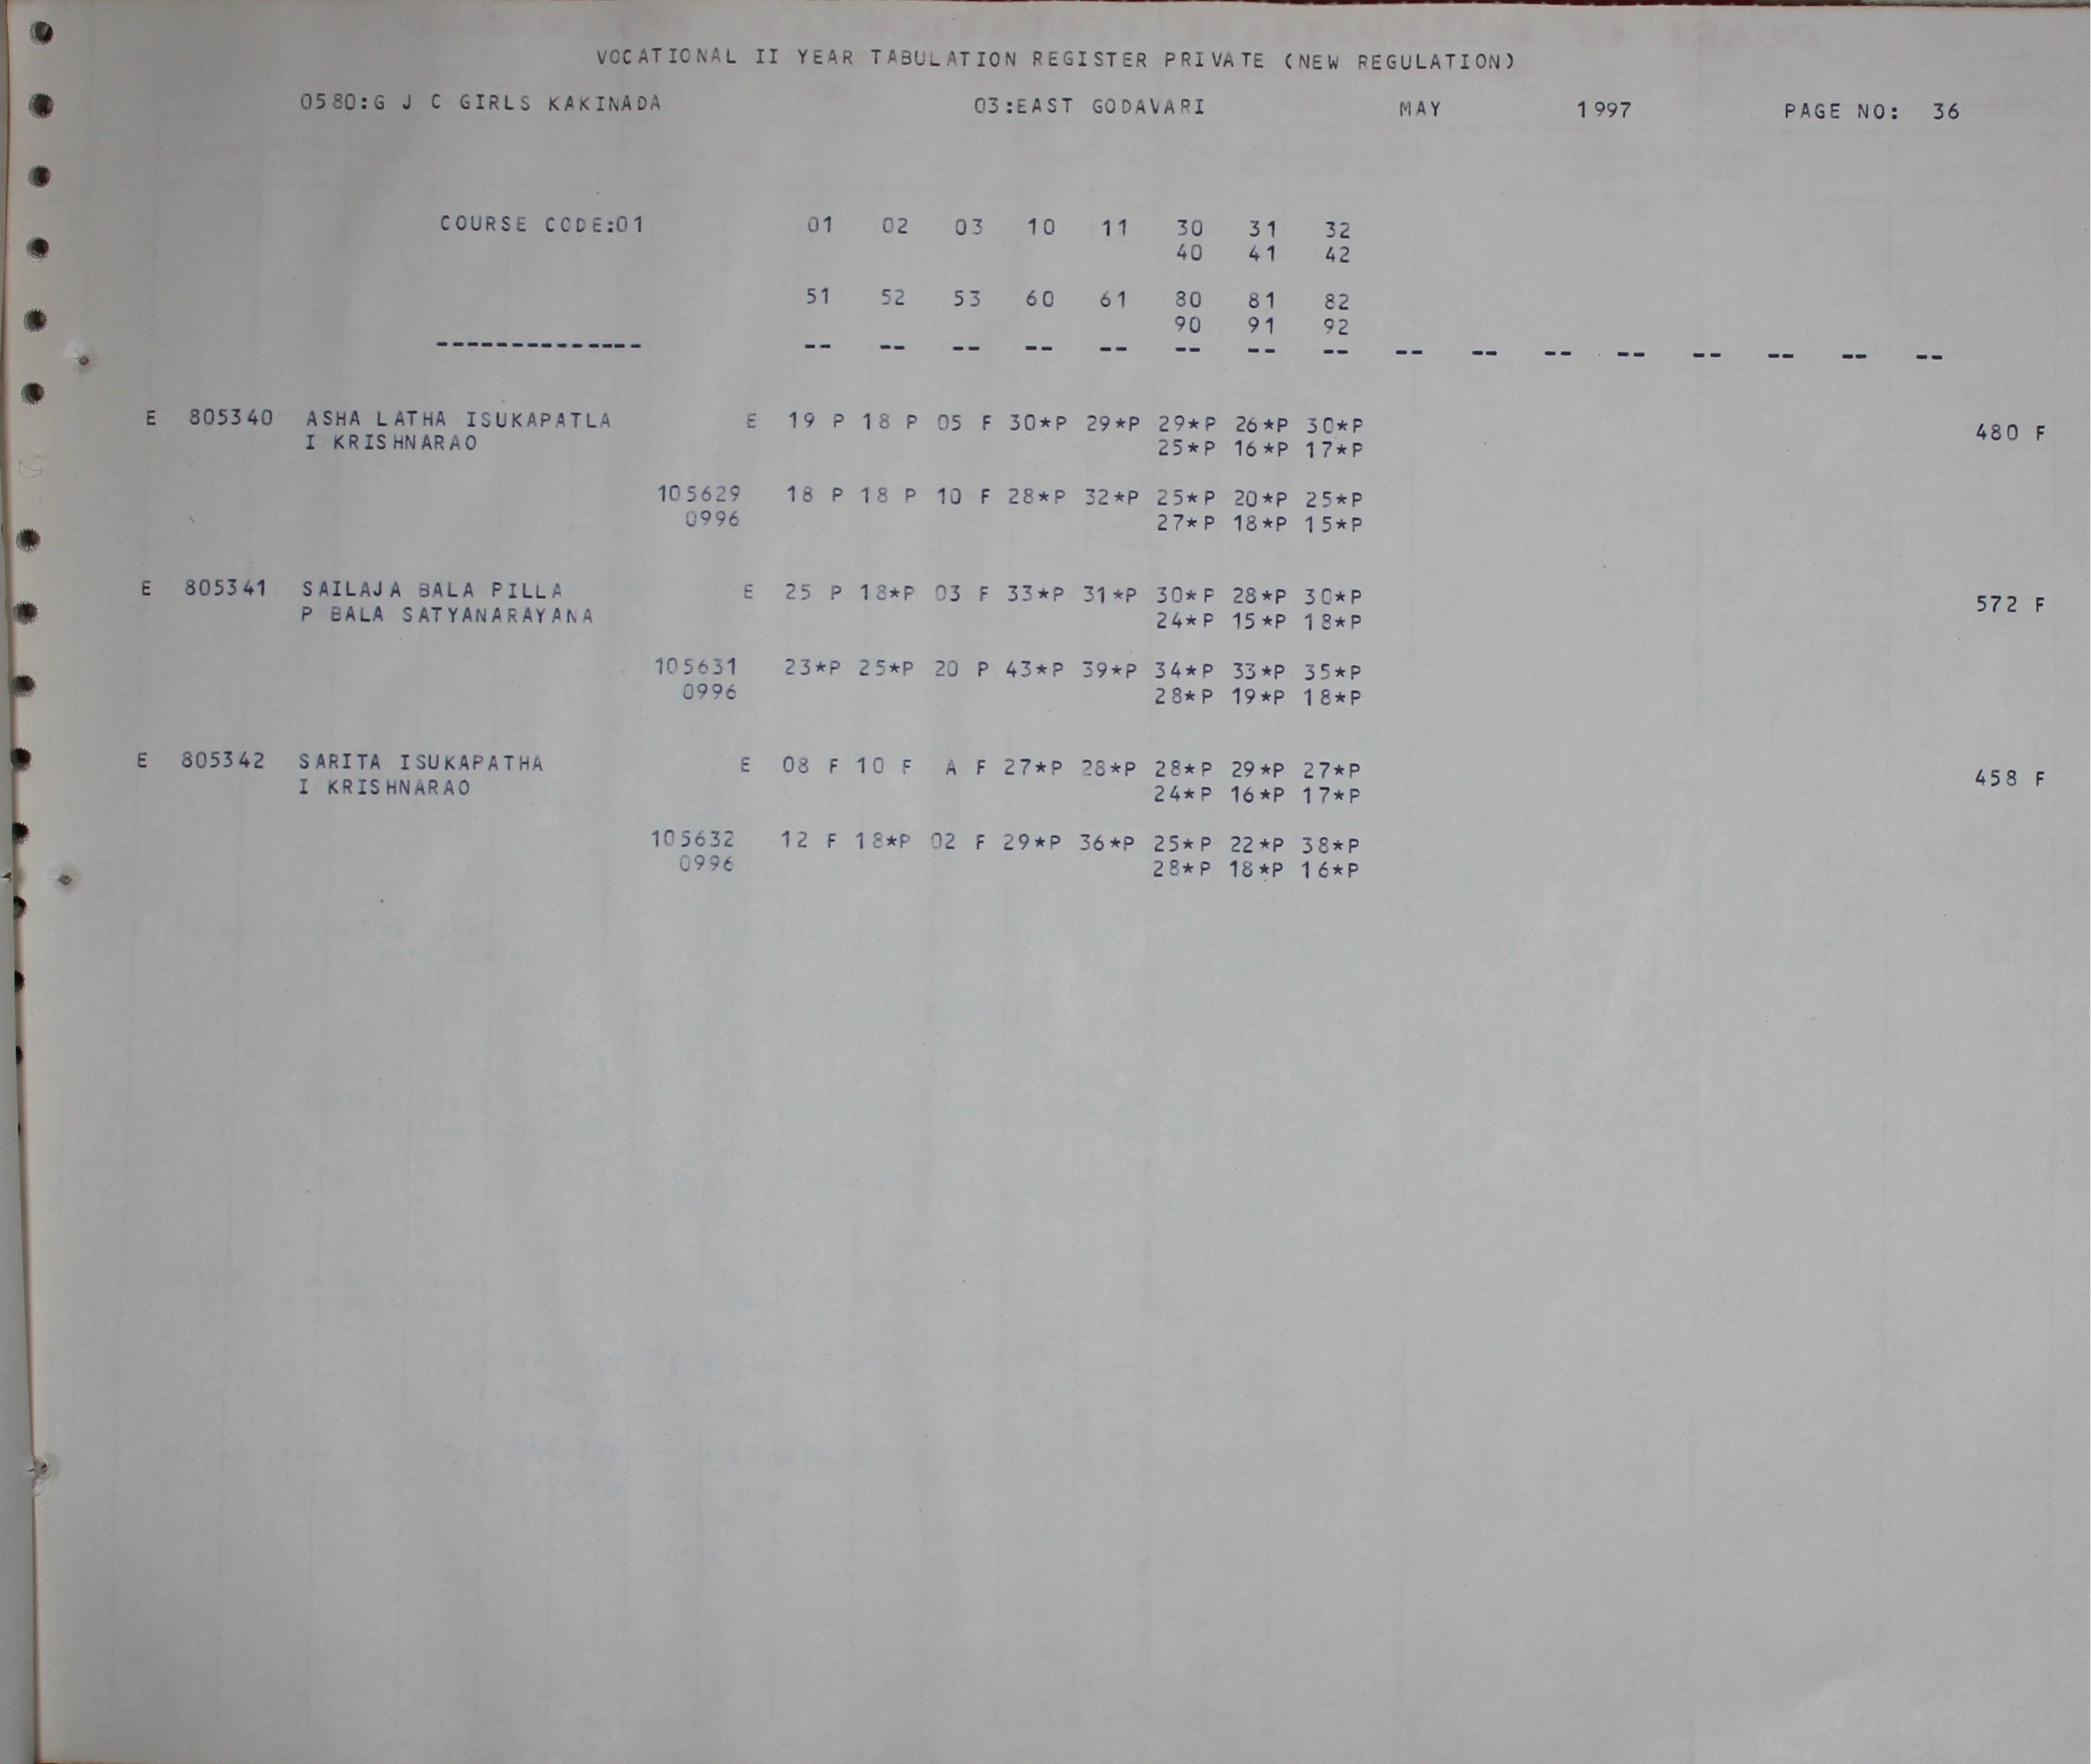 VOCATIONAL II YEAR TABULATION REGISTER PRIVATE (NEW REGULATION)
0580:G J C GIRLS KAKINADA 03:EAST GODAVARI MAY 1997 PAGE NO: 36
COURSE CODE:01 01 02 03 10 11 30 31 32
40 41 42
51 52 53 60 61 80 81 82
90 91 92
-------------- -- -- -- -- -- -- -- -- -- -- -- -- -- -- -- --
E 805340 ASHA LATHA ISUKAPATLA E 19 P 18 P 05 F 30*P 29*P 29*P 26*P 30*P 480 F
I KRISHNARAO 25*P 16*P 17*P
105629 18 P 18 P 10 F 28*P 32*P 25*P 20*P 25*P
0996 27*P 18*P 15*P
E 805341 SAILAJA BALA PILLA E 25 P 18*P 03 F 33*P 31*P 30*P 28*P 30*P 572 F
P BALA SATYANARAYANA 24*P 15*P 18*P
105631 23*P 25*P 20 P 43*P 39*P 34*P 33*P 35*P
0996 28*P 19*P 18*P
E 805342 SARITA ISUKAPATHA E 08 F 10 F A F 27*P 28*P 28*P 29*P 27*P 458 F
I KRISHNARAO 24*P 16*P 17*P
105632 12 F 18*P 02 F 29*P 36*P 25*P 22*P 38*P
0996 28*P 18*P 16*P